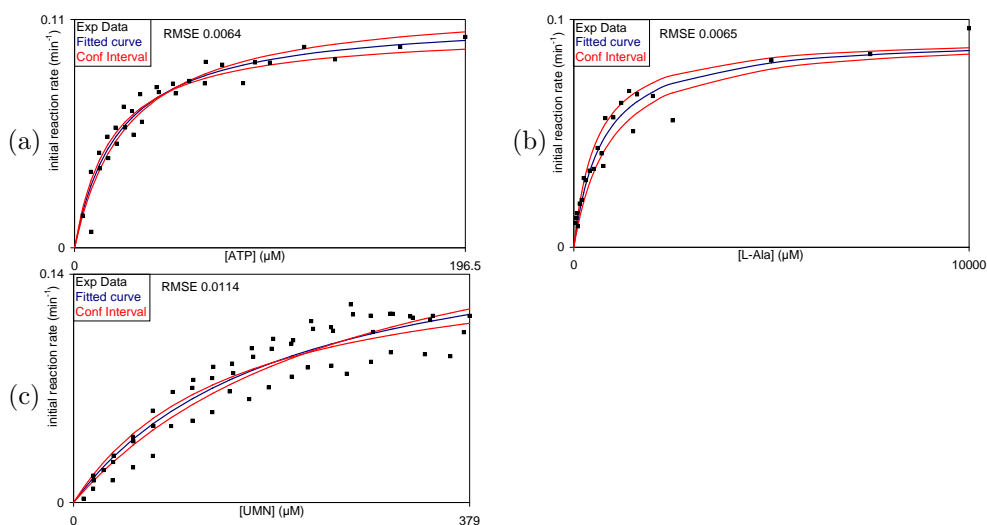 (a)
0.11
Exp Data
Fitted curve
Conf Interval
RMSE 0.0064
initial reaction rate (min⁻¹)
0
0
[ATP] (µM)
196.5
(b)
0.1
Exp Data
Fitted curve
Conf Interval
RMSE 0.0065
initial reaction rate (min⁻¹)
0
0
[L-Ala] (µM)
10000
(c)
0.14
Exp Data
Fitted curve
Conf Interval
RMSE 0.0114
initial reaction rate (min⁻¹)
0
0
[UMN] (µM)
379